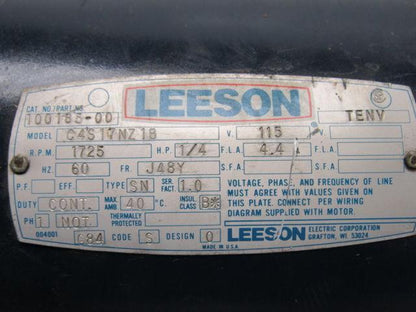 CAT. NO./PART NO.
100183-00 LEESON TENV
MODEL C4S17NZ1B V. 115 V.
R.P.M. 1725 H.P. 1/4 F.L.A. 4.4 F.L.A.
HZ. 60 FR. J48Y S.F.A. S.F.A.
P.F. EFF. TYPE SN SER. FACT. 1.0 VOLTAGE, PHASE, AND FREQUENCY OF LINE
MUST AGREE WITH VALUES GIVEN ON
DUTY CONT. MAX. AMB. 40 °C. INSUL. CLASS B* THIS PLATE. CONNECT PER WIRING
DIAGRAM SUPPLIED WITH MOTOR
PH 1 NOT THERMALLY PROTECTED
004001 C84 CODE S DESIGN O LEESON ELECTRIC CORPORATION
GRAFTON, WI. 53024
MADE IN U.S.A.